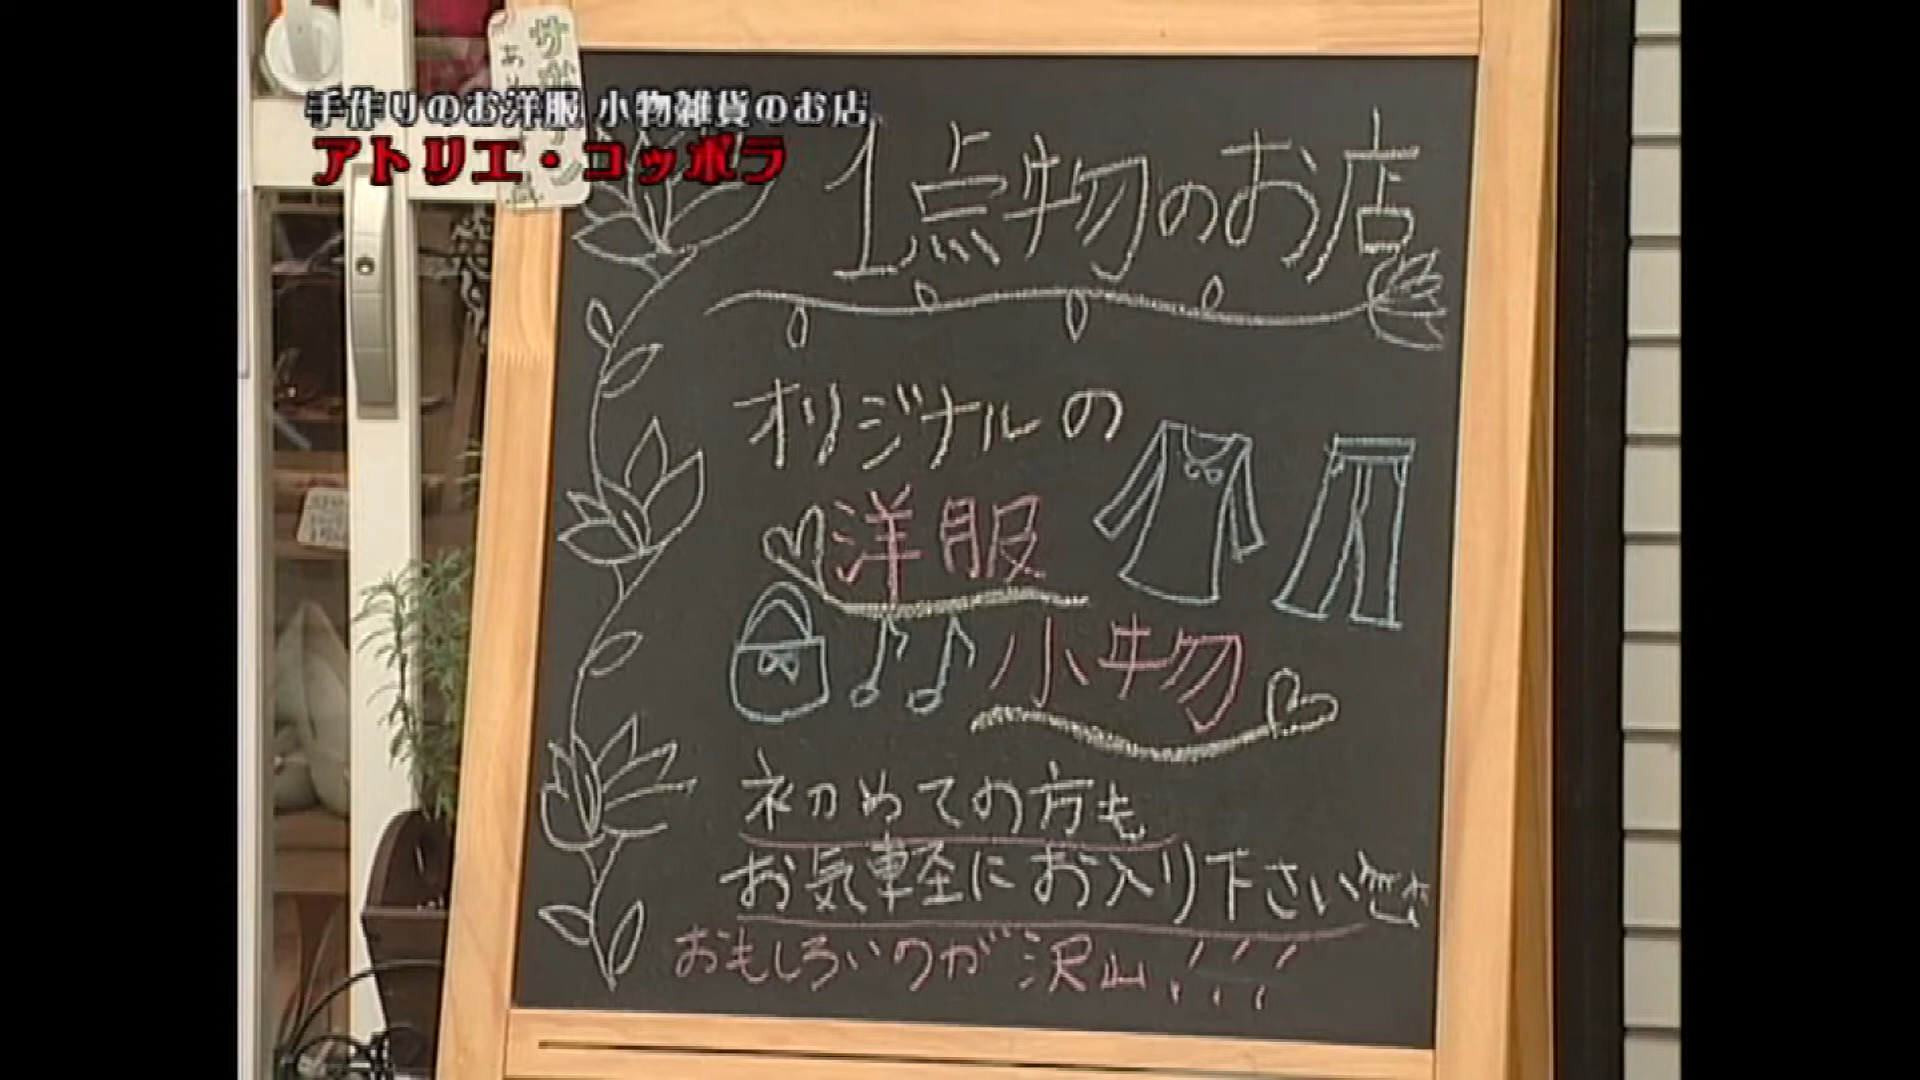 手作りのお洋服 小物雑貨のお店
アトリエ・コッポラ
1点物のお店
オリジナルの
洋服
小物
初めての方も
お気軽にお入り下さい
おもしろいのが沢山!!!